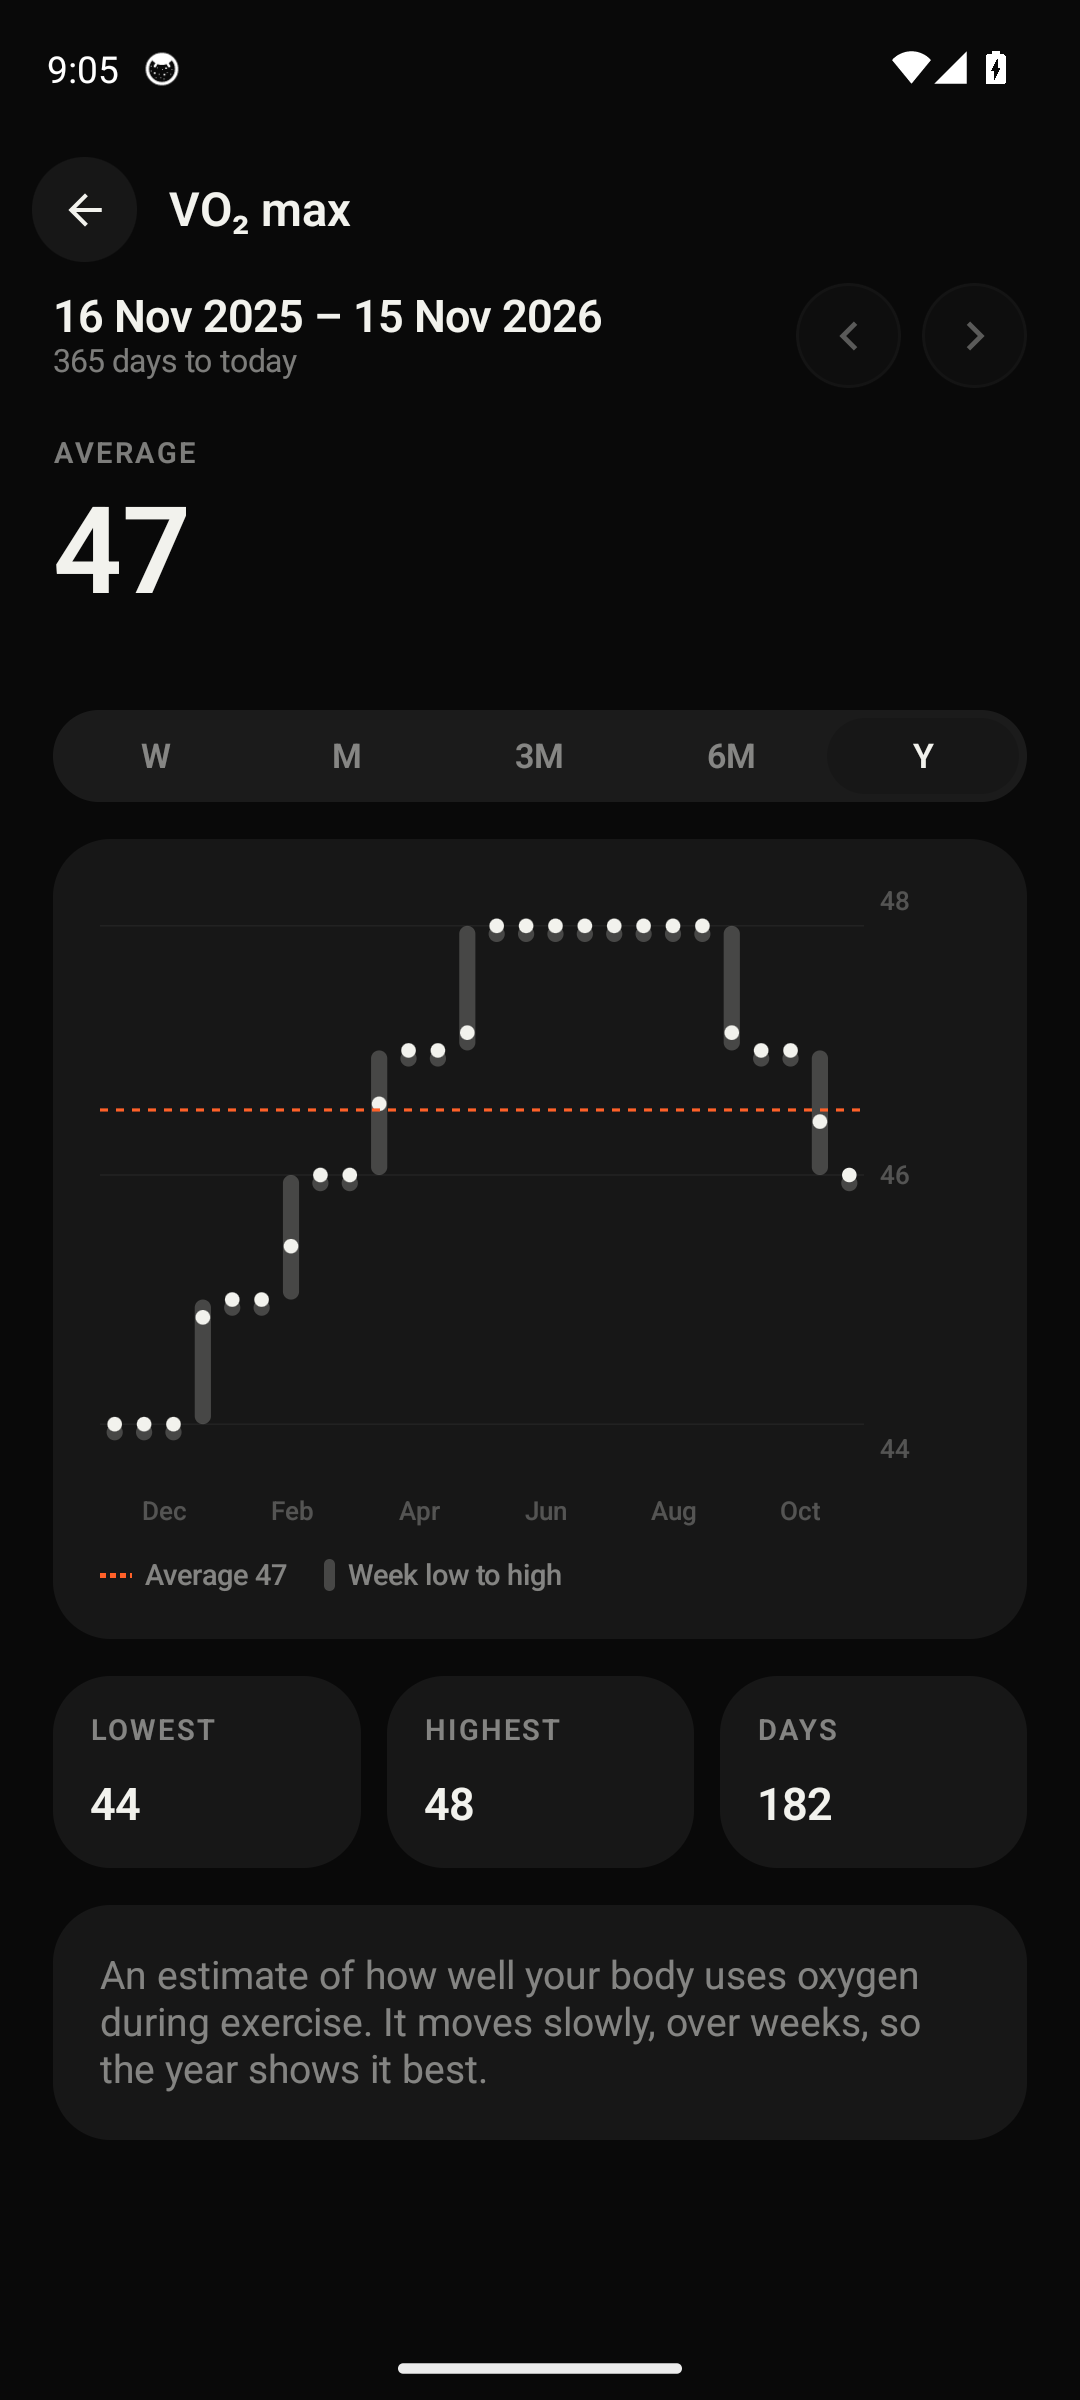 9:05
VO₂ max
16 Nov 2025 – 15 Nov 2026
365 days to today
AVERAGE
47
W M 3M 6M Y
48
46
44
Dec Feb Apr Jun Aug Oct
Average 47 Week low to high
LOWEST HIGHEST DAYS
44 48 182
An estimate of how well your body uses oxygen
during exercise. It moves slowly, over weeks, so
the year shows it best.